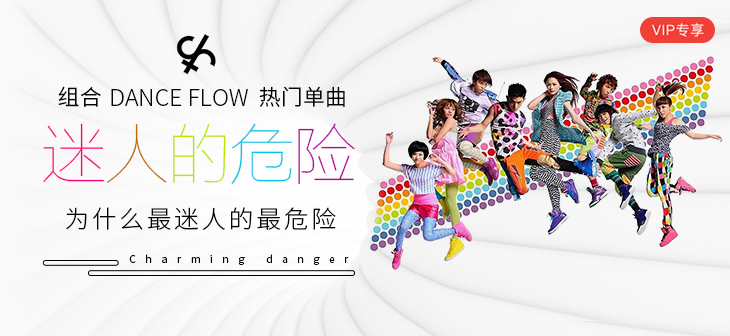 VIP专享
组合 DANCE FLOW 热门单曲
迷人的危险
为什么最迷人的最危险
Charming danger